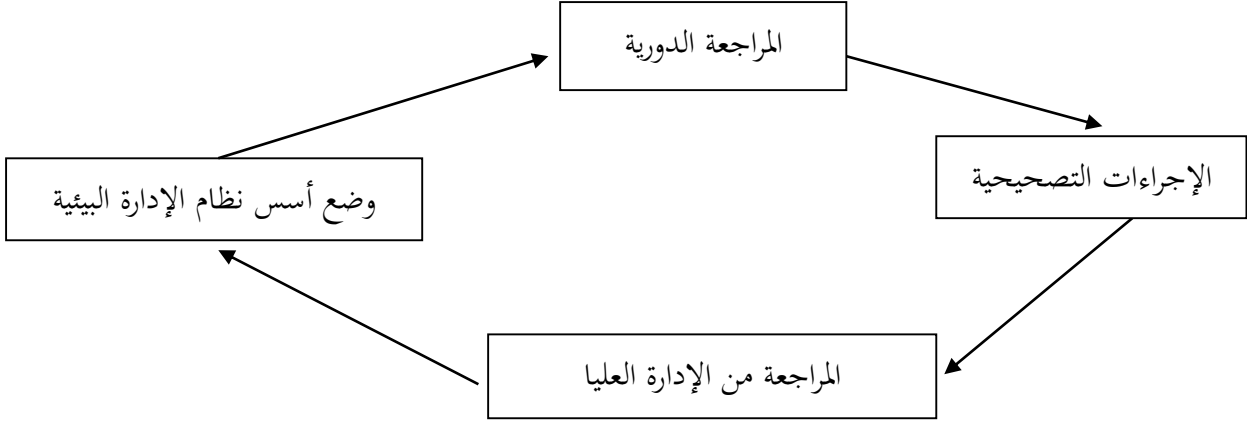 المراجعة الدورية
الإجراءات التصحيحية
وضع أسس نظام الإدارة البيئية
المراجعة من الإدارة العليا